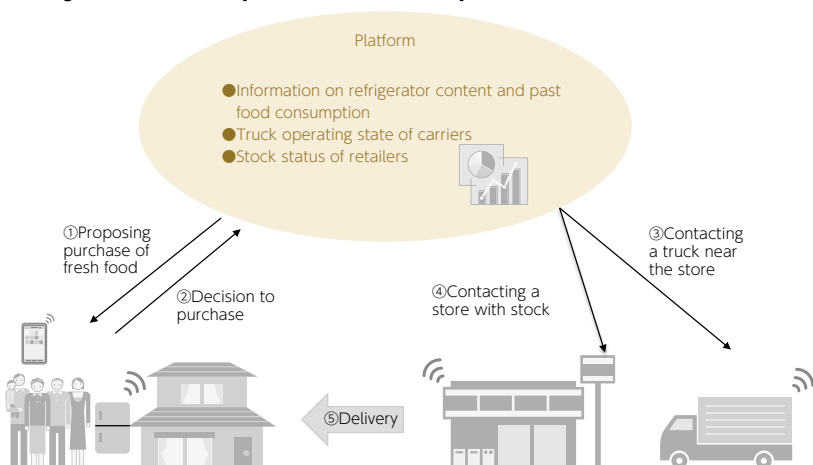 Platform
●Information on refrigerator content and past
food consumption
●Truck operating state of carriers
●Stock status of retailers
①Proposing
purchase of
fresh food
②Decision to
purchase
③Contacting
a truck near
the store
④Contacting a
store with stock
⑤Delivery